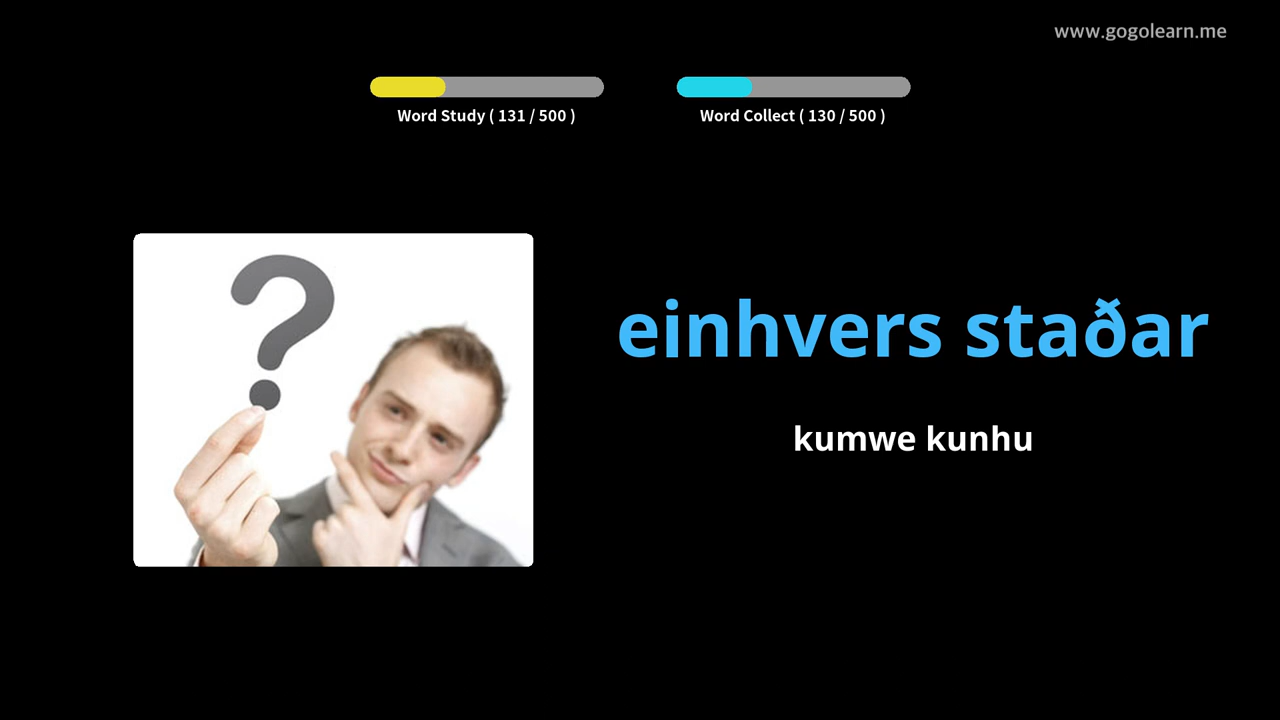 www.gogolearn.me
Word Study ( 131 / 500 )
Word Collect ( 130 / 500 )
?
einhvers staðar
kumwe kunhu